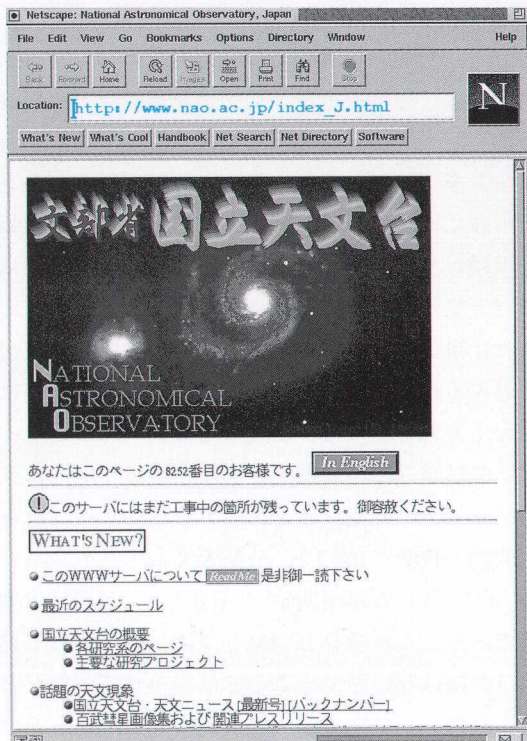 Netscape: National Astronomical Observatory, Japan
File Edit View Go Bookmarks Options Directory Window Help
Back Forward Home Reload Images Open Print Find Stop
Location: http://www.nao.ac.jp/index_J.html
N
What's New! What's Cool! Handbook Net Search Net Directory Software
文部省国立天文台
NATIONAL
ASTRONOMICAL
OBSERVATORY
あなたはこのページの8252番目のお客様です。 In English
このサーバにはまだ工事中の箇所が残っています。御容赦ください。
WHAT'S NEW?
このWWWサーバについて ReadMe 是非御一読下さい
最近のスケジュール
国立天文台の概要
各研究系のページ
主要な研究プロジェクト
話題の天文現象
国立天文台・天文ニュース [最新号] [バックナンバー]
百武彗星画像集および関連プレスリリース